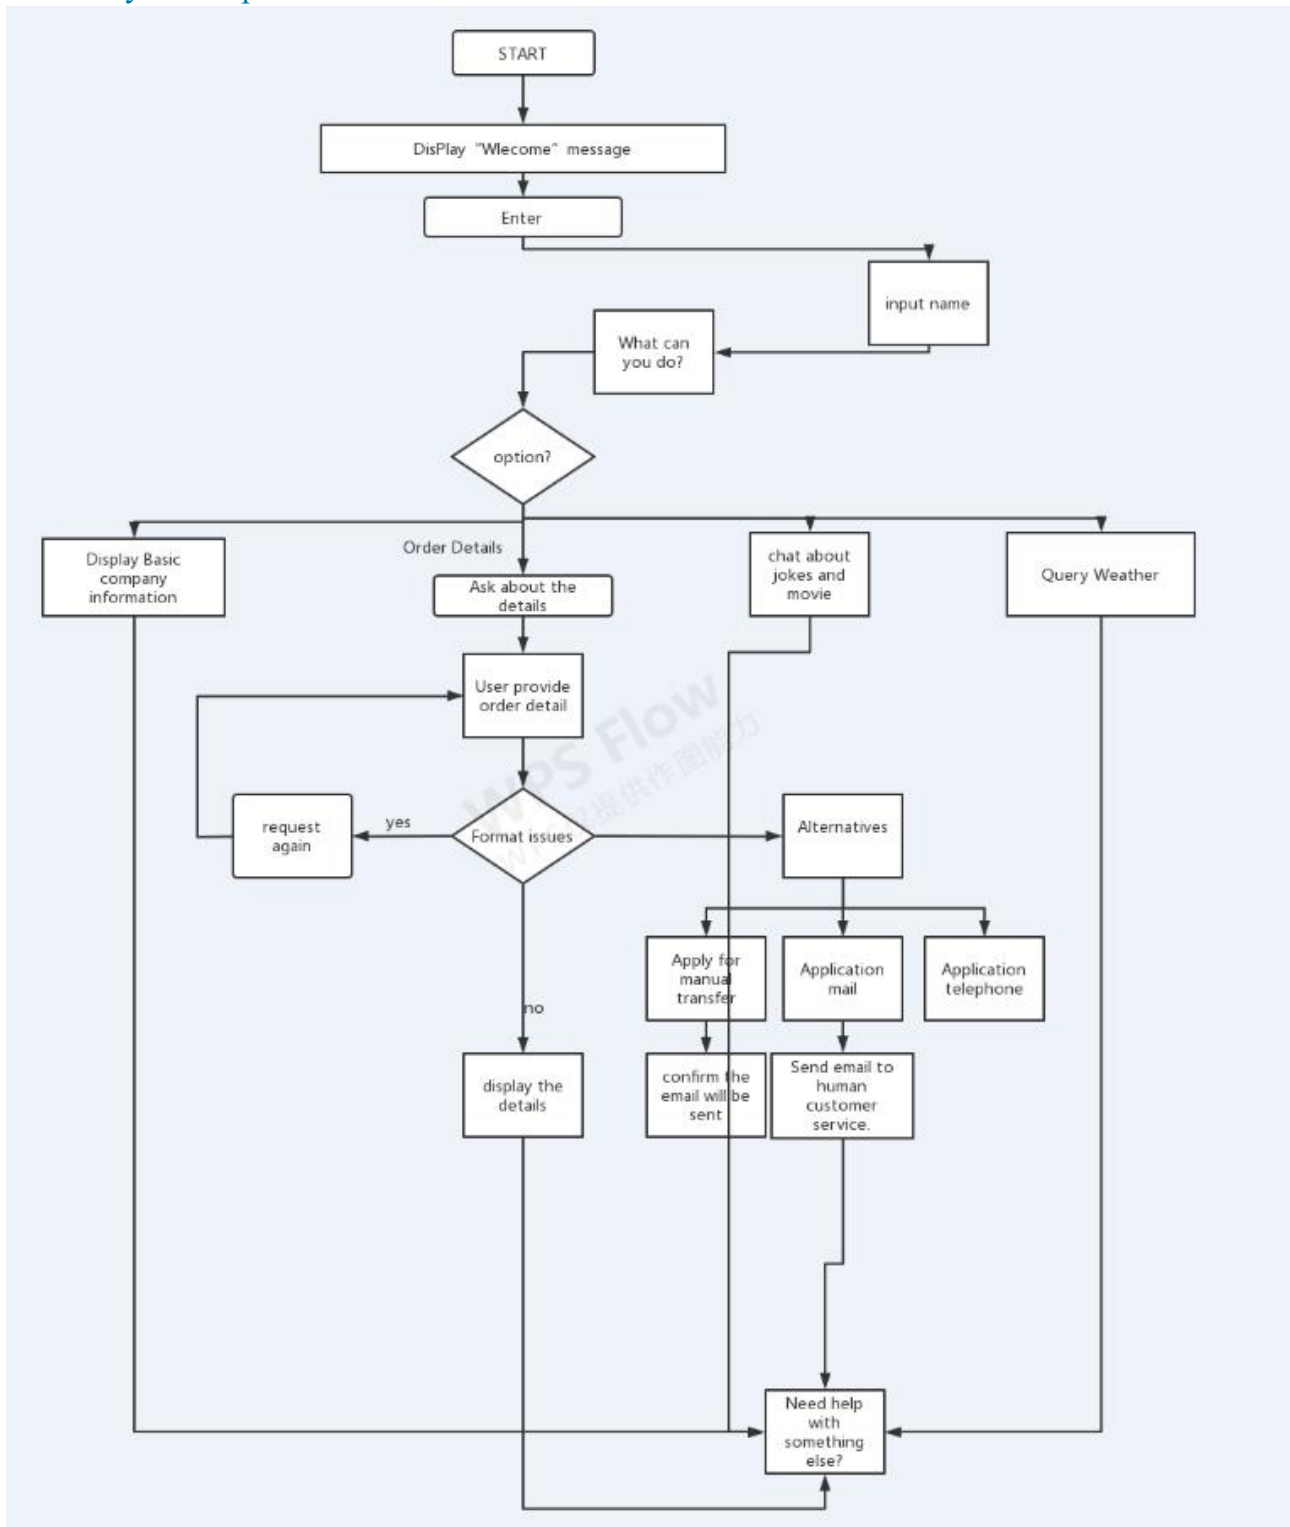 START
DisPlay “Wlecome” message
Enter
input name
What can
you do?
option?
Display Basic
company
information
Order Details
Ask about the
details
chat about
jokes and
movie
Query Weather
User provide
order detail
WPS Flow
request
again
yes
Format issues
Alternatives
Apply for
manual
transfer
Application
mail
Application
telephone
no
display the
details
confirm the
email will be
sent
Send email to
human
customer
service.
Need help
with
something
else?